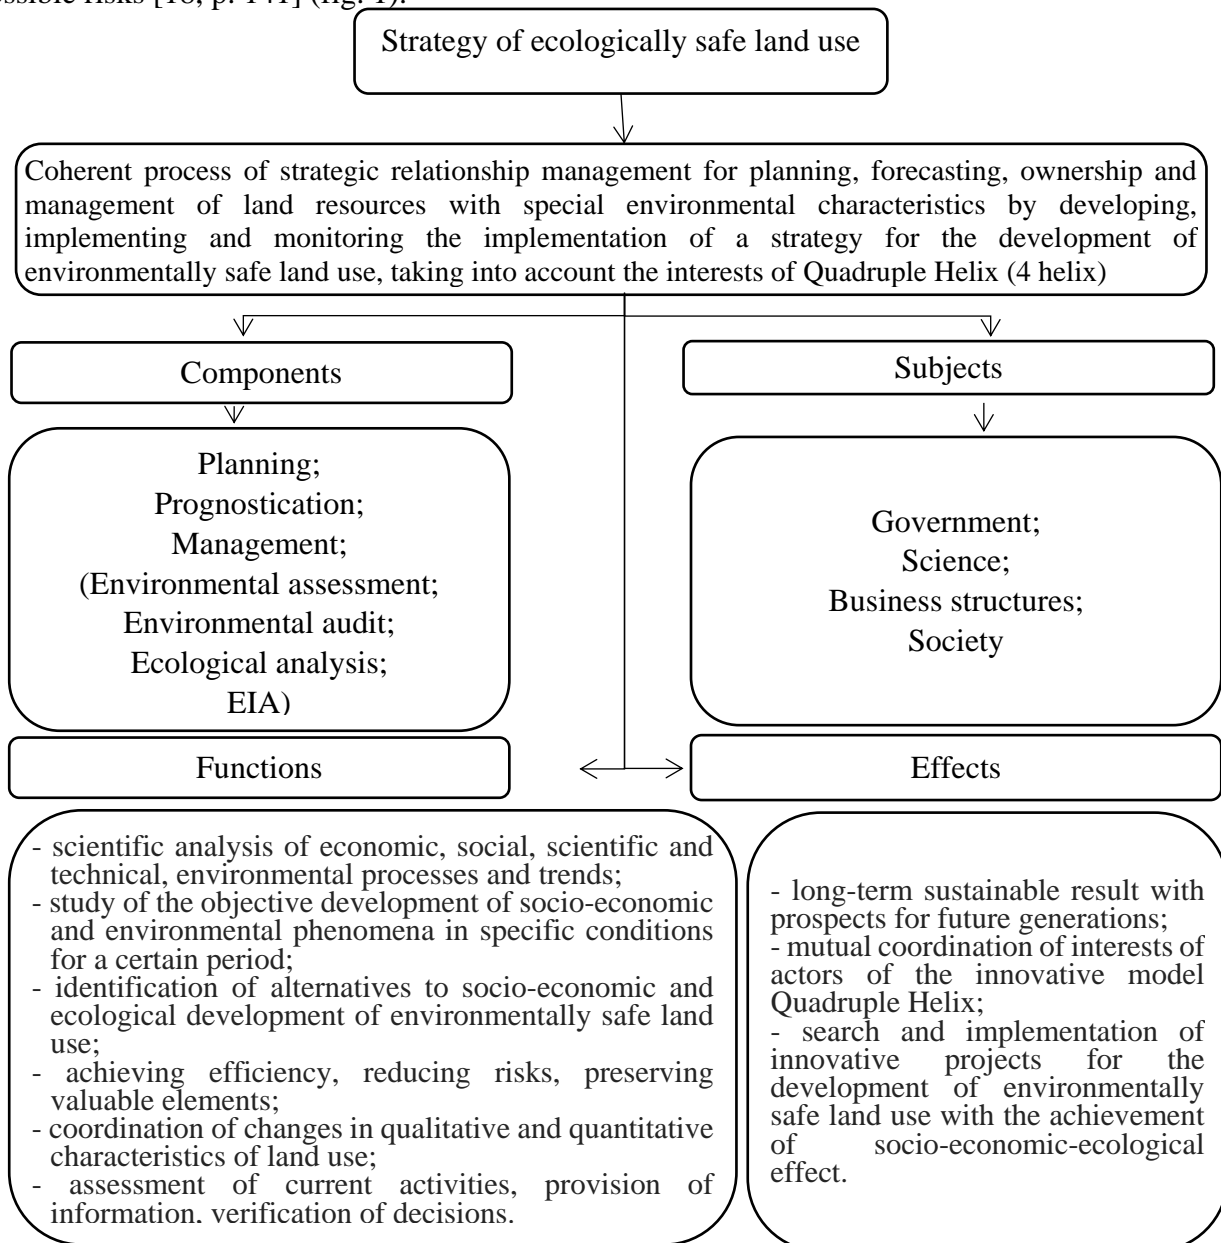 ssible risks [18, p. 141] (fig. 1).
Strategy of ecologically safe land use
Coherent process of strategic relationship management for planning, forecasting, ownership and
management of land resources with special environmental characteristics by developing,
implementing and monitoring the implementation of a strategy for the development of
environmentally safe land use, taking into account the interests of Quadruple Helix (4 helix)
Components
Subjects
Planning;
Prognostication;
Management;
(Environmental assessment;
Environmental audit;
Ecological analysis;
EIA)
Government;
Science;
Business structures;
Society
Functions
Effects
- scientific analysis of economic, social, scientific and
technical, environmental processes and trends;
- study of the objective development of socio-economic
and environmental phenomena in specific conditions
for a certain period;
- identification of alternatives to socio-economic and
ecological development of environmentally safe land
use;
- achieving efficiency, reducing risks, preserving
valuable elements;
- coordination of changes in qualitative and quantitative
characteristics of land use;
- assessment of current activities, provision of
information, verification of decisions.
- long-term sustainable result with
prospects for future generations;
- mutual coordination of interests of
actors of the innovative model
Quadruple Helix;
- search and implementation of
innovative projects for the
development of environmentally
safe land use with the achievement
of socio-economic-ecological
effect.